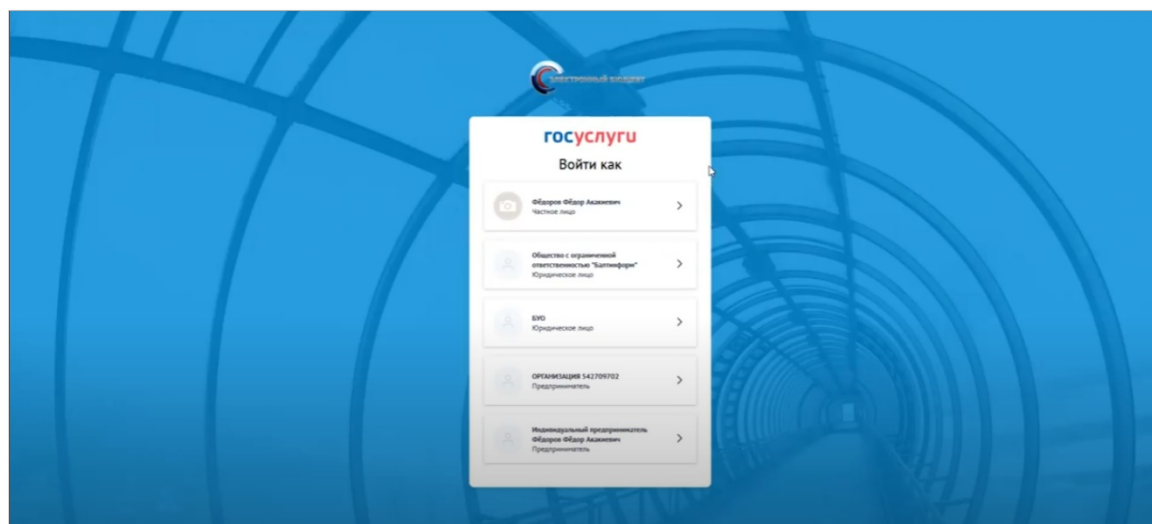 ЭЛЕКТРОННЫЙ БЮДЖЕТ
госуслуги
Войти как
Фёдоров Фёдор Акакиевич
Частное лицо
Общество с ограниченной
ответственностью "Балтинформ"
Юридическое лицо
БУО
Юридическое лицо
ОРГАНИЗАЦИЯ 542709702
Предприниматель
Индивидуальный предприниматель
Фёдоров Фёдор Акакиевич
Предприниматель